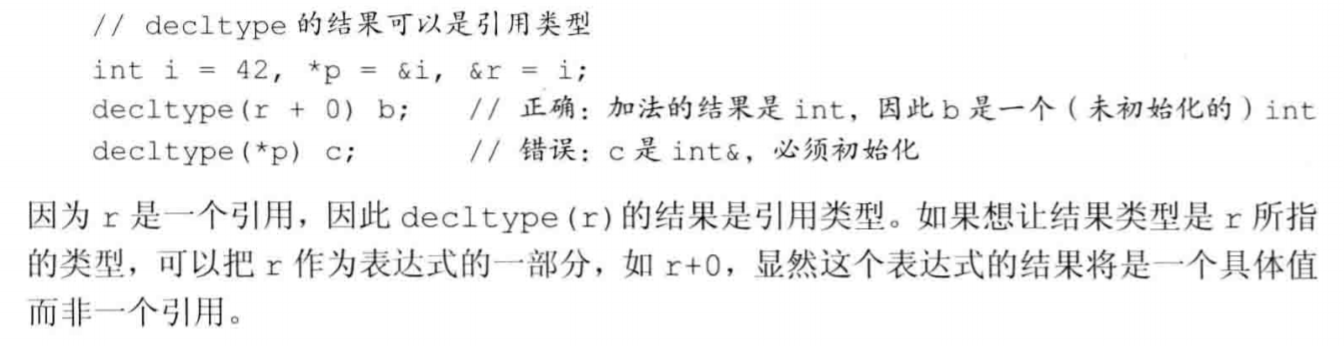 // decltype 的结果可以是引用类型
int i = 42, *p = &i, &r = i;
decltype(r + 0) b;    // 正确：加法的结果是 int，因此 b 是一个（未初始化的）int
decltype(*p) c;       // 错误：c 是 int&，必须初始化
因为 r 是一个引用，因此 decltype(r)的结果是引用类型。如果想让结果类型是 r 所指
的类型，可以把 r 作为表达式的一部分，如 r+0，显然这个表达式的结果将是一个具体值
而非一个引用。